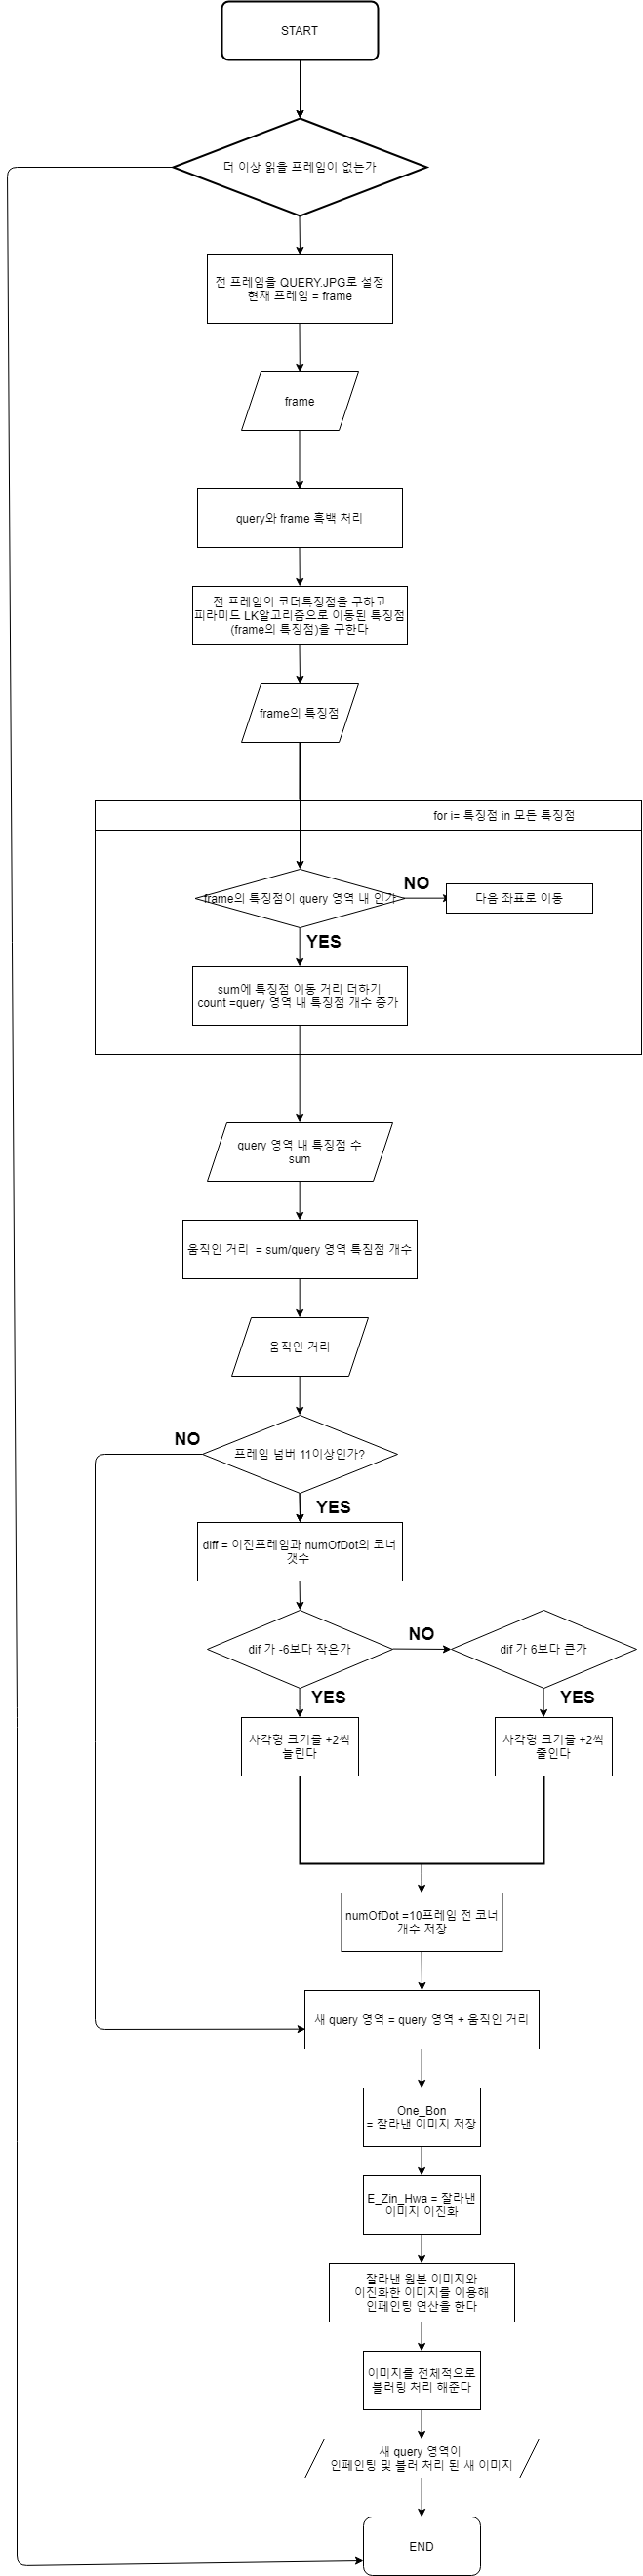 START
더 이상 읽을 프레임이 없는가
전 프레임을 QUERY.JPG로 설정
현재 프레임 = frame
frame
query와 frame 흑백 처리
전 프레임의 코더특징점을 구하고
피라미드 LK알고리즘으로 이동된 특징점
(frame의 특징점)을 구한다
frame의 특징점
for i= 특징점 in 모든 특징점
frame의 특징점이 query 영역 내 인가
NO
다음 좌표로 이동
YES
sum에 특징점 이동 거리 더하기
count =query 영역 내 특징점 개수 증가
query 영역 내 특징점 수
sum
움직인 거리 = sum/query 영역 특짐점 개수
움직인 거리
프레임 넘버 11이상인가?
NO
YES
diff = 이전프레임과 numOfDot의 코너
갯수
dif 가 -6보다 작은가
NO
dif 가 6보다 큰가
YES
YES
사각형 크기를 +2씩
늘린다
사각형 크기를 +2씩
줄인다
numOfDot =10프레임 전 코너
개수 저장
새 query 영역 = query 영역 + 움직인 거리
One_Bon
= 잘라낸 이미지 저장
E_Zin_Hwa = 잘라낸
이미지 이진화
잘라낸 원본 이미지와
이진화한 이미지를 이용해
인페인팅 연산을 한다
이미지를 전체적으로
블러링 처리 해준다
새 query 영역이
인페인팅 및 블러 처리 된 새 이미지
END